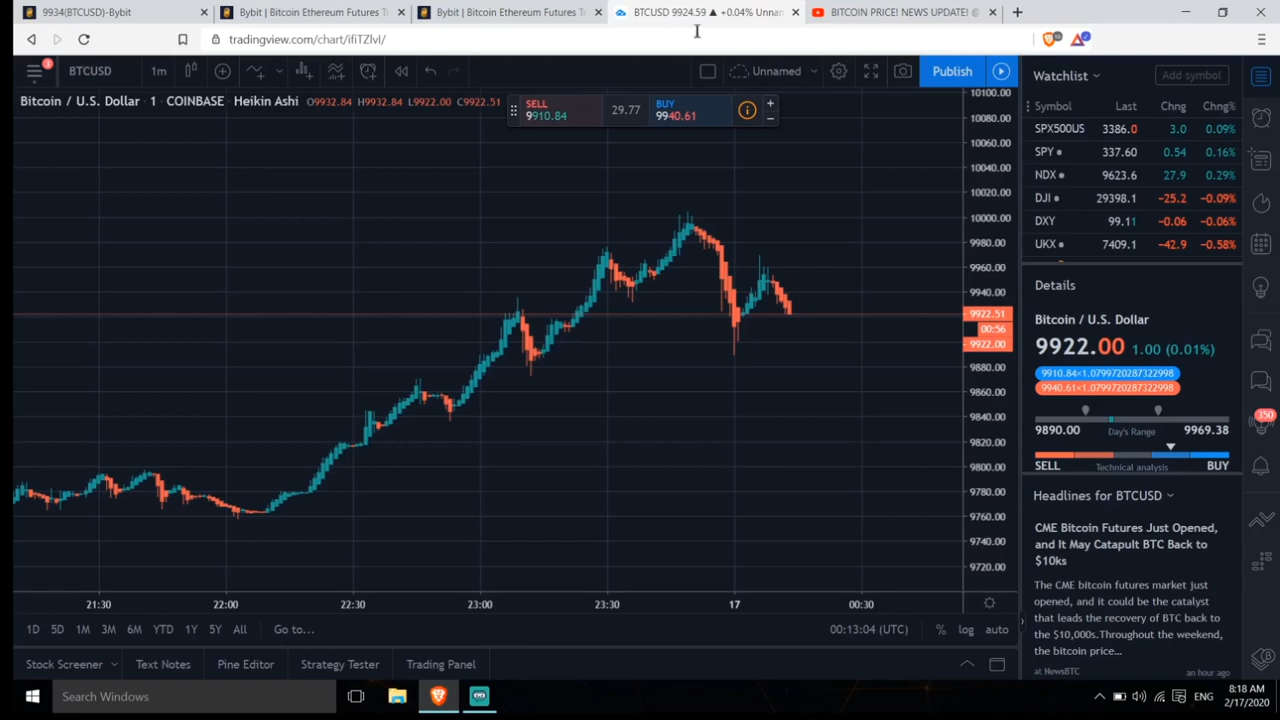 9934(BTCUSD)-Bybit
Bybit | Bitcoin Ethereum Futures Tr
Bybit | Bitcoin Ethereum Futures Tr
BTCUSD 9924.59 ▲ +0.04% Unnan
BITCOIN PRICE! NEWS UPDATE! @
tradingview.com/chart/ifiTZlvI/
3
BTCUSD
1m
Unnamed
Publish
Watchlist
Add symbol
Bitcoin / U.S. Dollar 1 COINBASE Heikin Ashi O9932.84 H9932.84 L9922.00 C9922.51
SELL
9910.84
29.77
BUY
9940.61
10100.00
10080.00
10060.00
10040.00
10020.00
10000.00
9980.00
9960.00
9940.00
9922.51
00:56
9922.00
9880.00
9860.00
9840.00
9820.00
9800.00
9780.00
9760.00
9740.00
9720.00
Symbol Last Chng Chng%
SPX500US 3386.0 3.0 0.09%
SPY 337.60 0.54 0.16%
NDX 9623.6 27.9 0.29%
DJI 29398.1 -25.2 -0.09%
DXY 99.11 -0.06 -0.06%
UKX 7409.1 -42.9 -0.58%
Details
Bitcoin / U.S. Dollar
9922.00 1.00 (0.01%)
9910.84×1.0799720287322998
9940.61×1.0799720287322998
9890.00 Day's Range 9969.38
SELL Technical analysis BUY
350
Headlines for BTCUSD
CME Bitcoin Futures Just Opened,
and It May Catapult BTC Back to
$10ks
The CME bitcoin futures market just
opened, and it could be the catalyst
that leads the recovery of BTC back to
the $10,000s.Throughout the weekend,
the bitcoin price...
at NewsBTC an hour ago
21:30 22:00 22:30 23:00 23:30 17 00:30
1D 5D 1M 3M 6M YTD 1Y 5Y All Go to... 00:13:04 (UTC) % log auto
Stock Screener Text Notes Pine Editor Strategy Tester Trading Panel
Search Windows
ENG
8:18 AM
2/17/2020